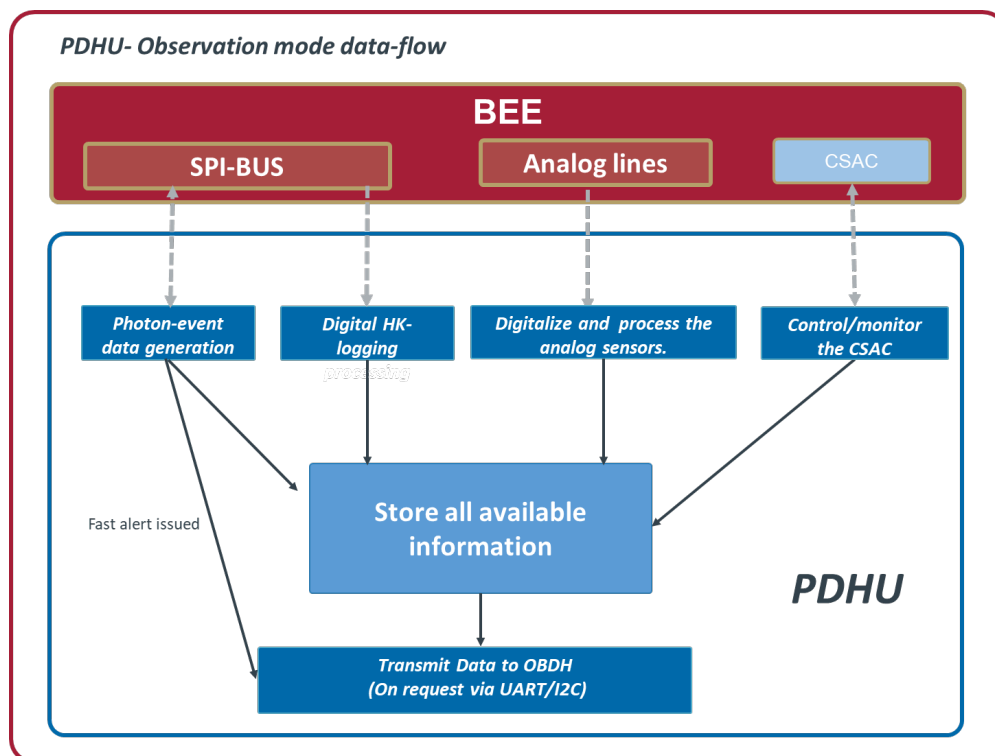 PDHU- Observation mode data-flow
BEE
SPI-BUS
Analog lines
CSAC
Photon-event
data generation
Digital HK-
logging
processing
Digitalize and process the
analog sensors.
Control/monitor
the CSAC
Store all available
information
Fast alert issued
PDHU
Transmit Data to OBDH
(On request via UART/I2C)